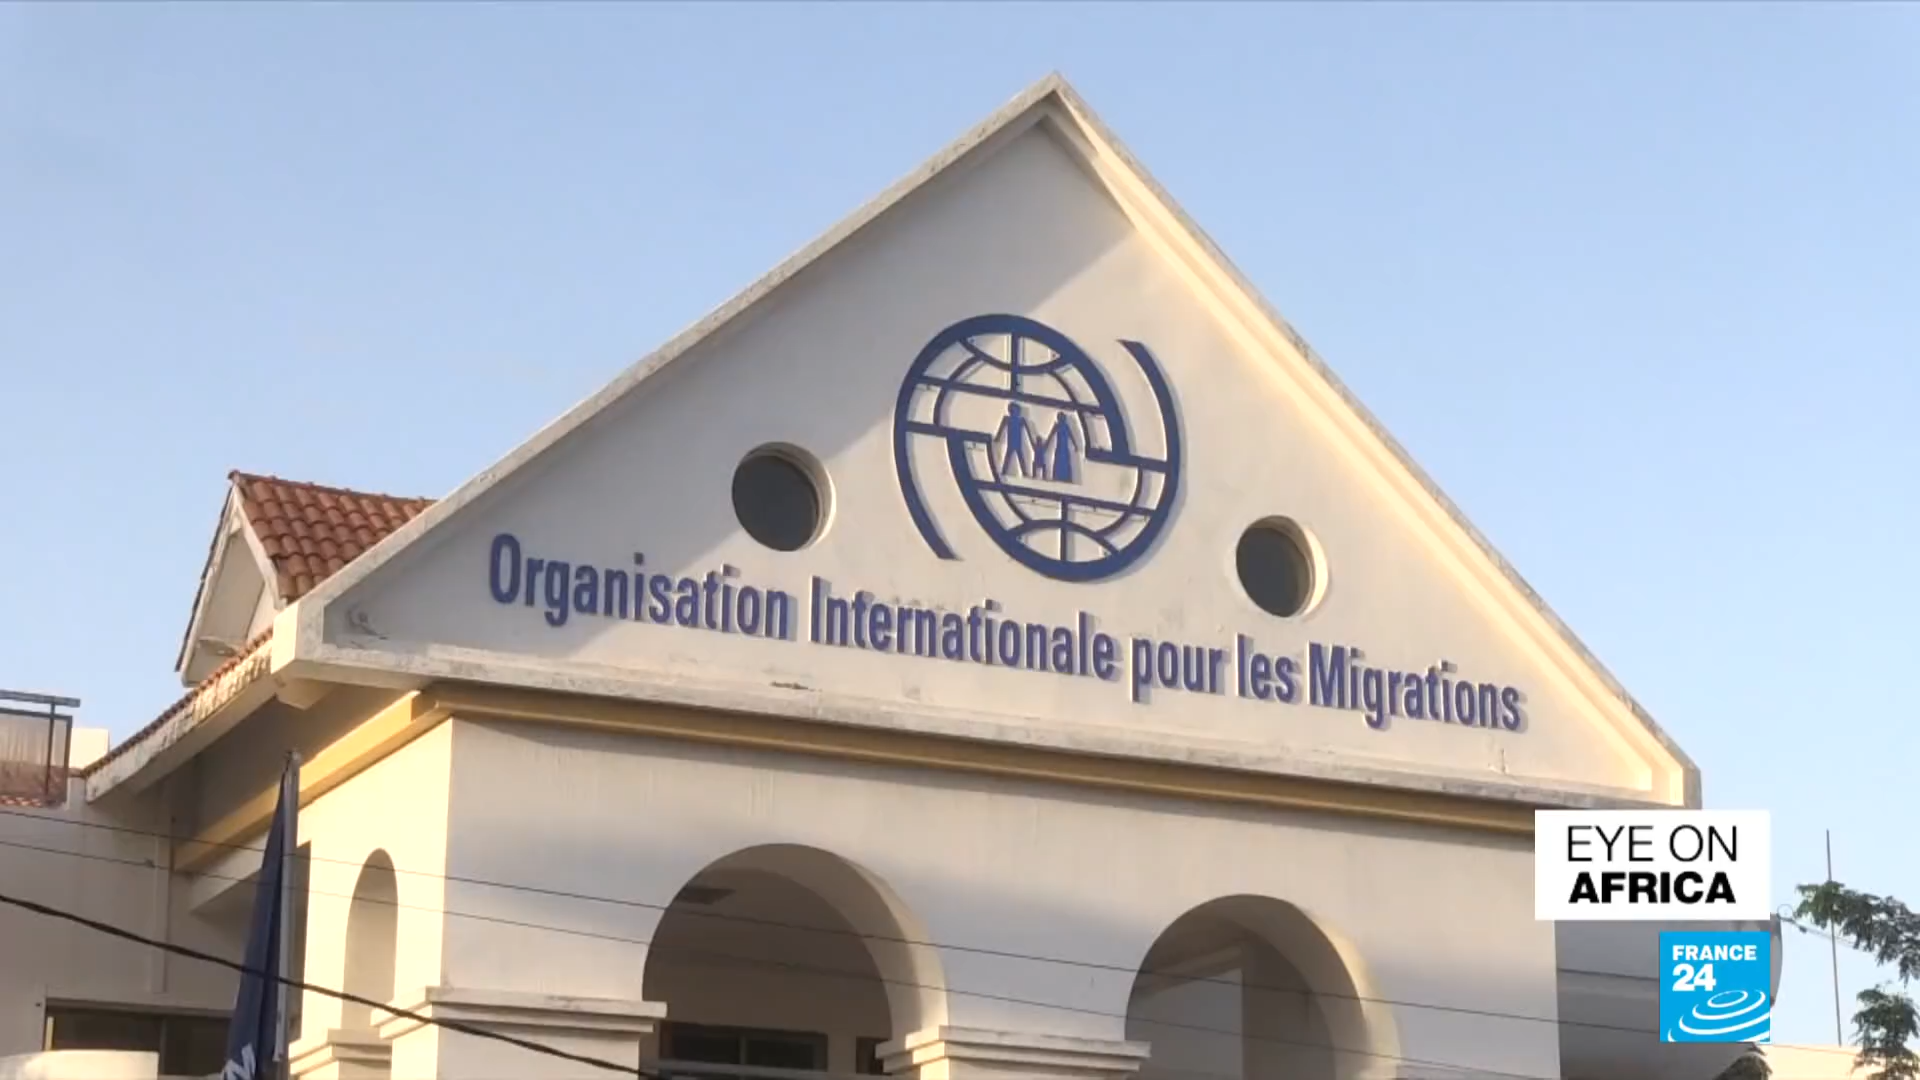 Organisation Internationale pour les Migrations
EYE ON
AFRICA
FRANCE
24